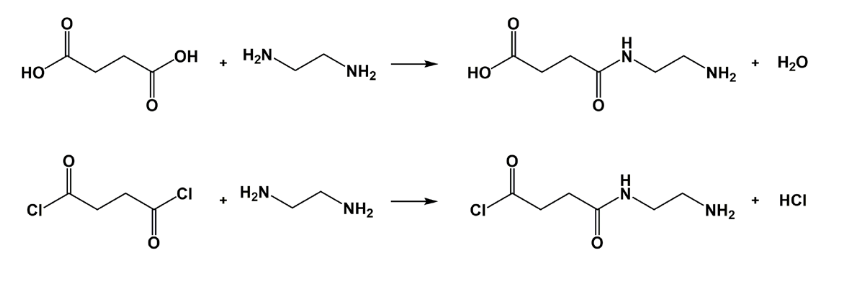 O O
HO OH + H₂N NH₂ HO H N NH₂ + H₂O
O O
O O
Cl Cl + H₂N NH₂ Cl H N NH₂ + HCl
O O